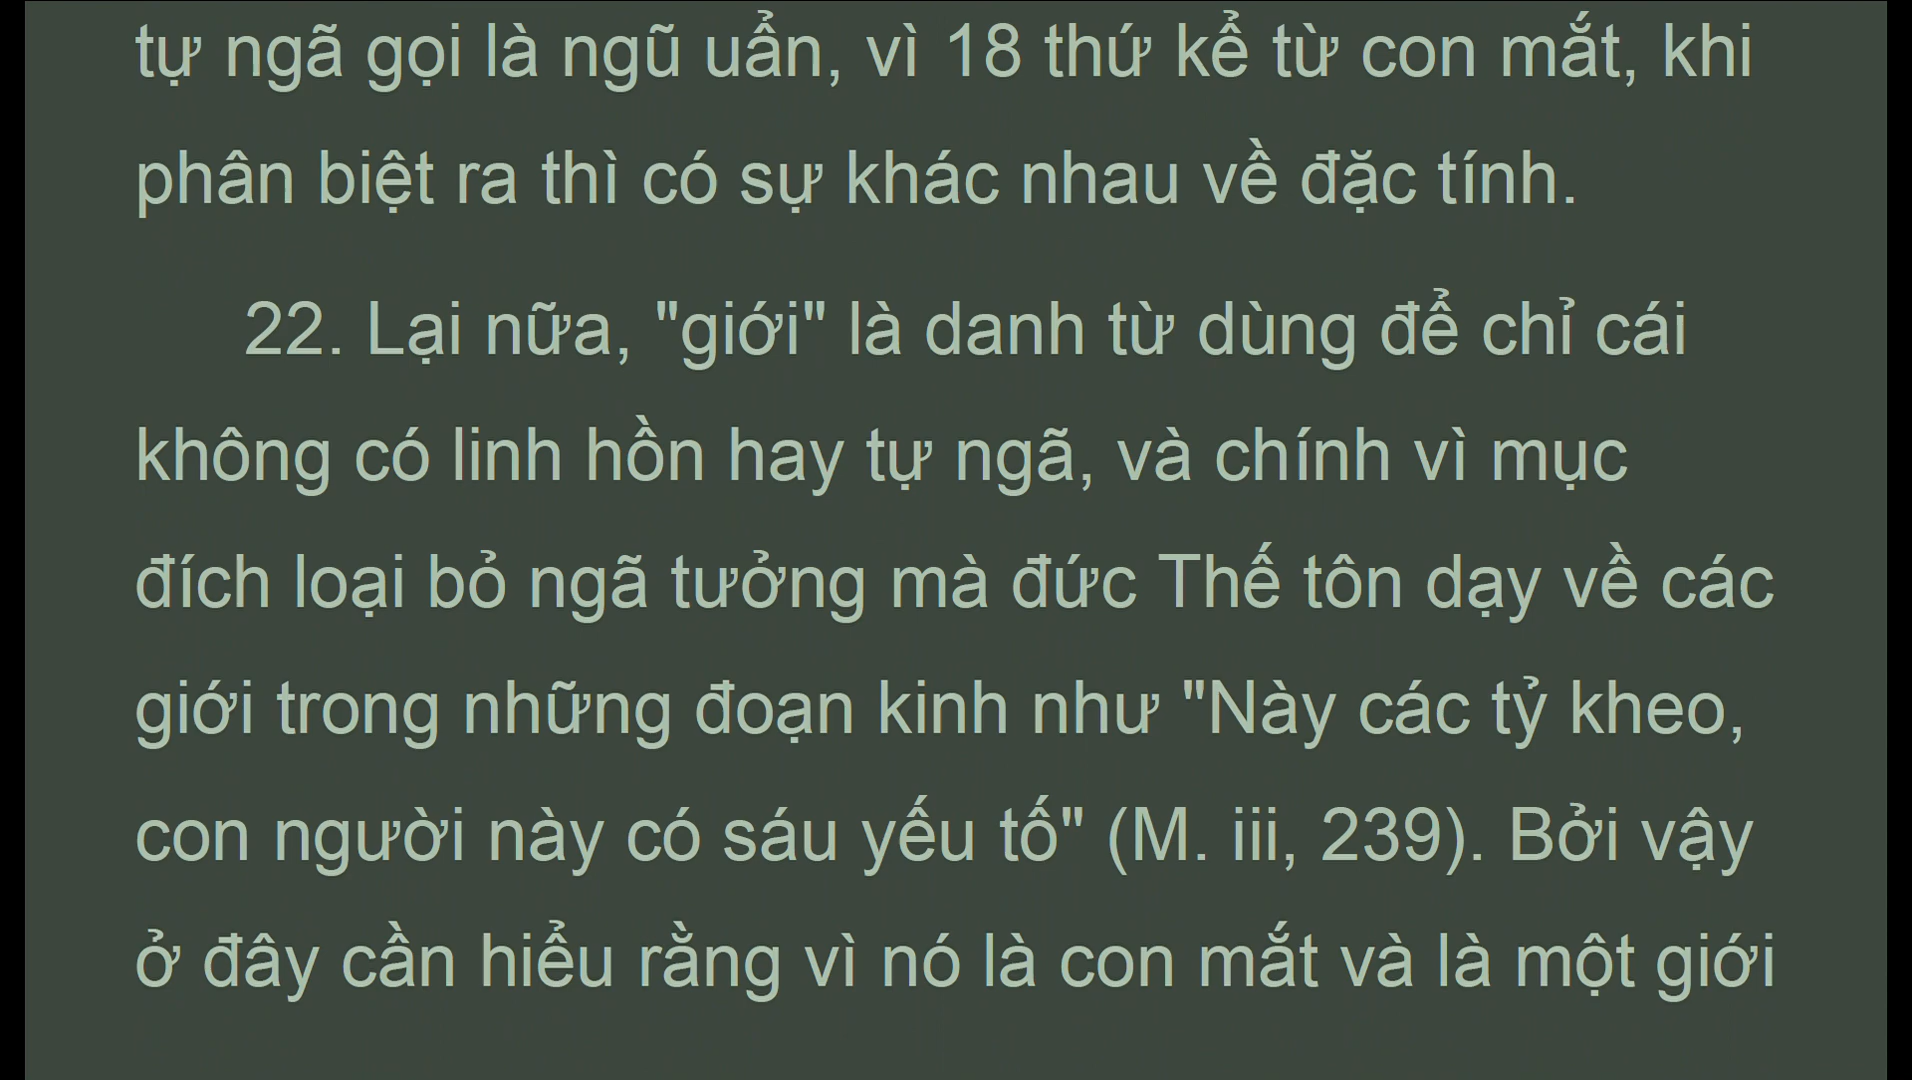 tự ngã gọi là ngũ uẩn, vì 18 thứ kể từ con mắt, khi
phân biệt ra thì có sự khác nhau về đặc tính.
22. Lại nữa, "giới" là danh từ dùng để chỉ cái
không có linh hồn hay tự ngã, và chính vì mục
đích loại bỏ ngã tưởng mà đức Thế tôn dạy về các
giới trong những đoạn kinh như "Này các tỷ kheo,
con người này có sáu yếu tố" (M. iii, 239). Bởi vậy
ở đây cần hiểu rằng vì nó là con mắt và là một giới